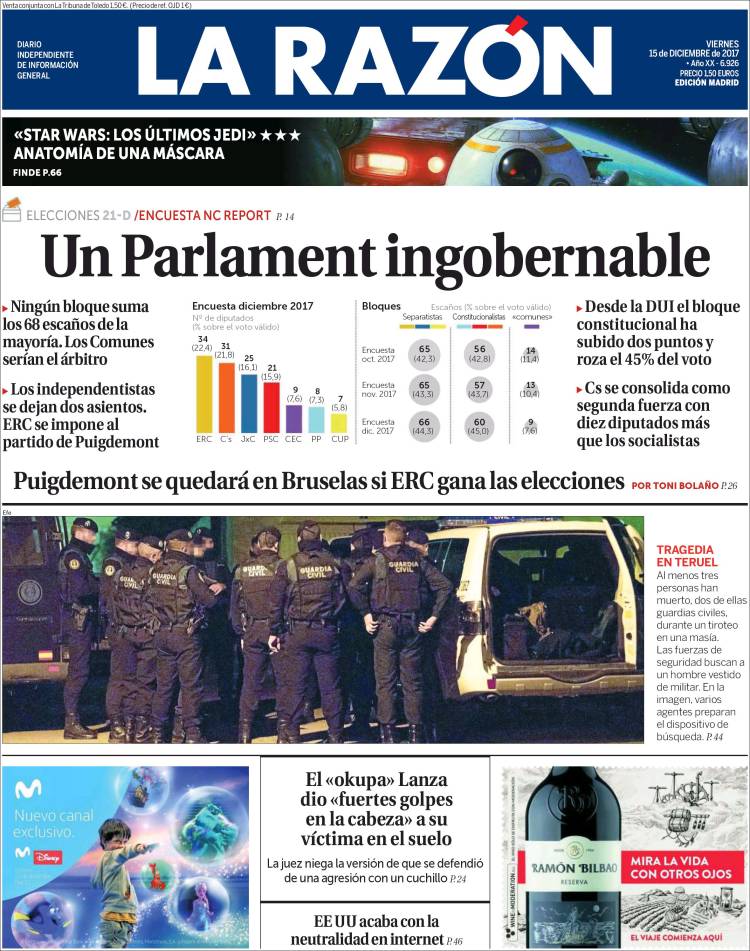 Venta conjunta con La Tribuna de Toledo 1,50 €. (Precio de ref. OJD 1 €)
DIARIO
INDEPENDIENTE
DE INFORMACIÓN
GENERAL
LA RAZÓN
VIERNES
15 de DICIEMBRE de 2017
• Año XX - 6.926
PRECIO 1,50 EUROS
EDICIÓN MADRID
«STAR WARS: LOS ÚLTIMOS JEDI» ★★★
ANATOMÍA DE UNA MÁSCARA
FINDE P.66
ELECCIONES 21-D /ENCUESTA NC REPORT P. 14
Un Parlament ingobernable
Ningún bloque suma
los 68 escaños de la
mayoría. Los Comunes
serían el árbitro
Los independentistas
se dejan dos asientos.
ERC se impone al
partido de Puigdemont
Encuesta diciembre 2017
Nº de diputados
(% sobre el voto válido)
34 31 25 21 9 8 7
(22,4) (21,8) (16,1) (15,9) (7,6) (7,3) (5,8)
ERC C's JxC PSC CEC PP CUP
Bloques Escaños (% sobre el voto válido)
Separatistas Constitucionalistas «comunes»
Encuesta
oct. 2017
65 56 14
(42,3) (42,8) (11,4)
Encuesta
nov. 2017
65 57 13
(43,3) (43,7) (10,4)
Encuesta
dic. 2017
66 60 9
(44,3) (45,0) (7,6)
Desde la DUI el bloque
constitucional ha
subido dos puntos y
roza el 45% del voto
Cs se consolida como
segunda fuerza con
diez diputados más
que los socialistas
Puigdemont se quedará en Bruselas si ERC gana las elecciones POR TONI BOLAÑO P.26
Efe
GUARDIA
CIVIL
GUARDIA
CIVIL
GUARDIA
CIVIL
GUARDIA
CIVIL
GUARDIA
CIVIL
TRAGEDIA
EN TERUEL
Al menos tres
personas han
muerto, dos de ellas
guardias civiles,
durante un tiroteo
en una masía.
Las fuerzas de
seguridad buscan a
un hombre vestido
de militar. En la
imagen, varios
agentes preparan
el dispositivo de
búsqueda. P. 44
Nuevo canal
exclusivo.
Disney
El «okupa» Lanza
dio «fuertes golpes
en la cabeza» a su
víctima en el suelo
La juez niega la versión de que se defendió
de una agresión con un cuchillo P.24
EE UU acaba con la
neutralidad en internet P.46
RAMÓN BILBAO
RESERVA
MIRA LA VIDA
CON OTROS OJOS
EL VIAJE COMIENZA AQUÍ
WINE in MODERATION